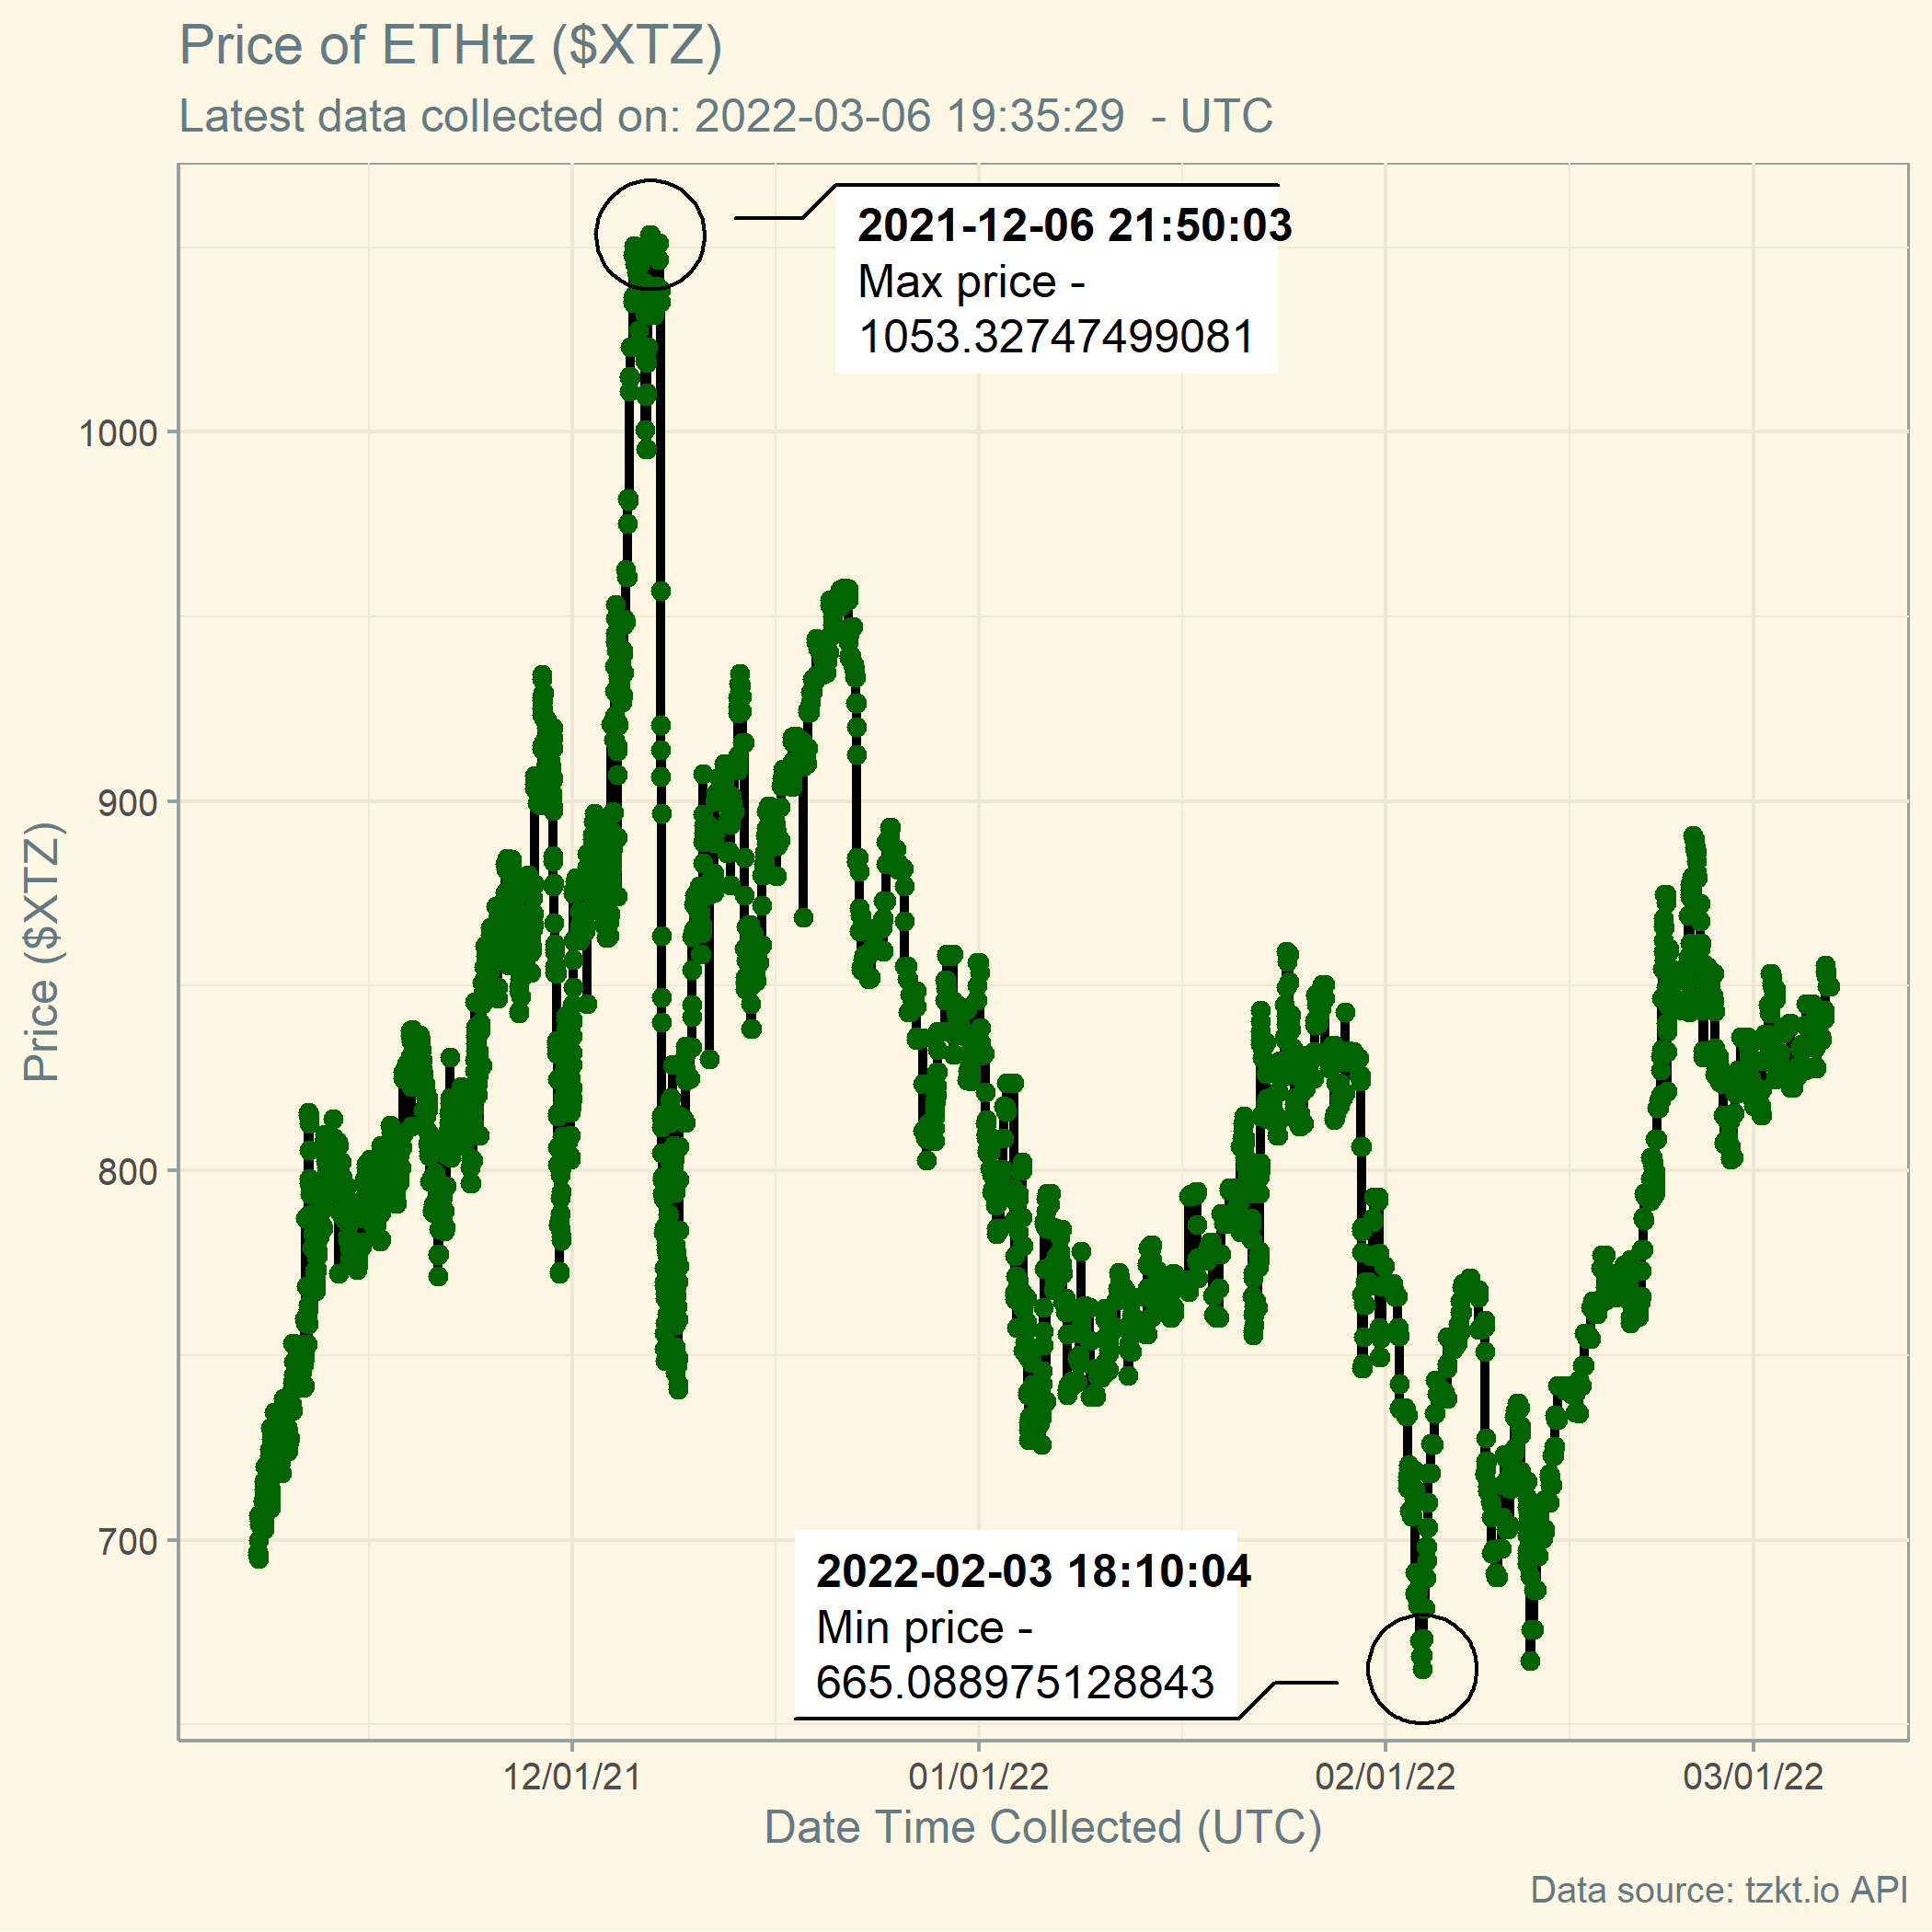 Price of ETHtz ($XTZ)
Latest data collected on: 2022-03-06 19:35:29  - UTC
2021-12-06 21:50:03
Max price -
1053.32747499081
1000
900
800
700
Price ($XTZ)
2022-02-03 18:10:04
Min price -
665.088975128843
12/01/21
01/01/22
02/01/22
03/01/22
Date Time Collected (UTC)
Data source: tzkt.io API